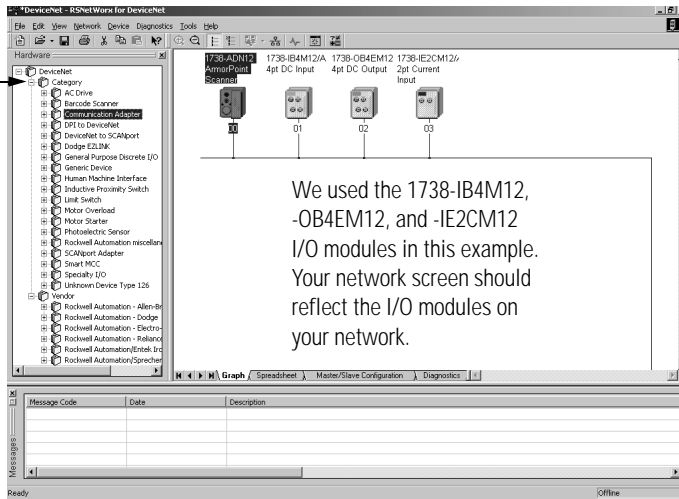 *DeviceNet - RSNetWorx for DeviceNet
File Edit View Network Device Diagnostics Tools Help
Hardware
DeviceNet
Category
AC Drive
Barcode Scanner
Communication Adapter
DPI to DeviceNet
DeviceNet to SCANport
Dodge EZLINK
General Purpose Discrete I/O
Generic Device
Human Machine Interface
Inductive Proximity Switch
Limit Switch
Motor Overload
Motor Starter
Photoelectric Sensor
Rockwell Automation miscellan
SCANport Adapter
Smart MCC
Specialty I/O
Unknown Device Type 126
Vendor
Rockwell Automation - Allen-Br
Rockwell Automation - Dodge
Rockwell Automation - Electro-
Rockwell Automation - Reliance
Rockwell Automation/Entek Irc
Rockwell Automation/Sprecher
1738-ADN12 1738-IB4M12/A 1738-OB4EM12 1738-IE2CM12/
ArmorPoint 4pt DC Input 4pt DC Output 2pt Current
Scanner Input
00 01 02 03
We used the 1738-IB4M12,
-OB4EM12, and -IE2CM12
I/O modules in this example.
Your network screen should
reflect the I/O modules on
your network.
Graph Spreadsheet Master/Slave Configuration Diagnostics
Messages
Message Code Date Description
Ready Offline